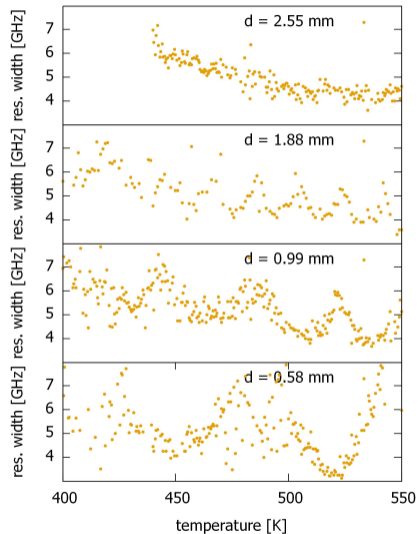 res. width [GHz]
7
6
5
4
d = 2.55 mm
res. width [GHz]
7
6
5
4
d = 1.88 mm
res. width [GHz]
7
6
5
4
d = 0.99 mm
res. width [GHz]
7
6
5
4
d = 0.58 mm
400 450 500 550
temperature [K]